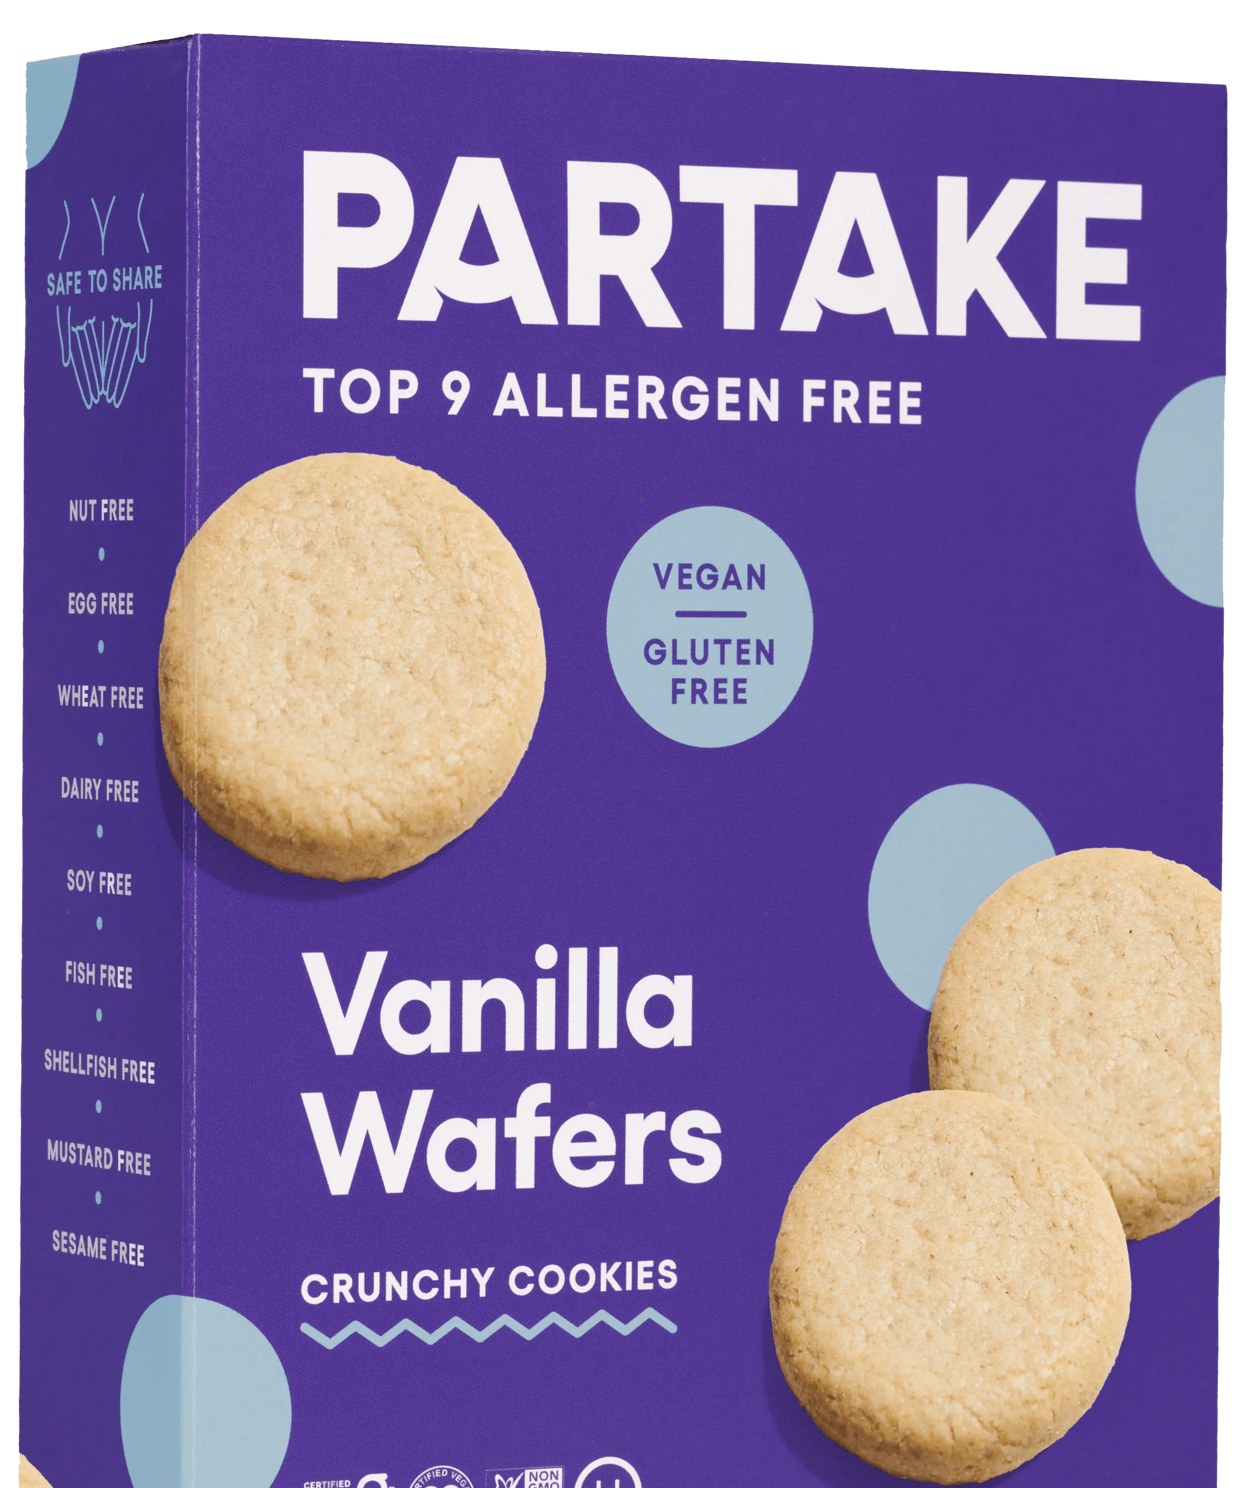 PARTAKE
TOP 9 ALLERGEN FREE
VEGAN
GLUTEN
FREE
Vanilla
Wafers
CRUNCHY COOKIES
SAFE TO SHARE
NUT FREE
EGG FREE
WHEAT FREE
DAIRY FREE
SOY FREE
FISH FREE
SHELLFISH FREE
MUSTARD FREE
SESAME FREE
CERTIFIED
NON
GMO